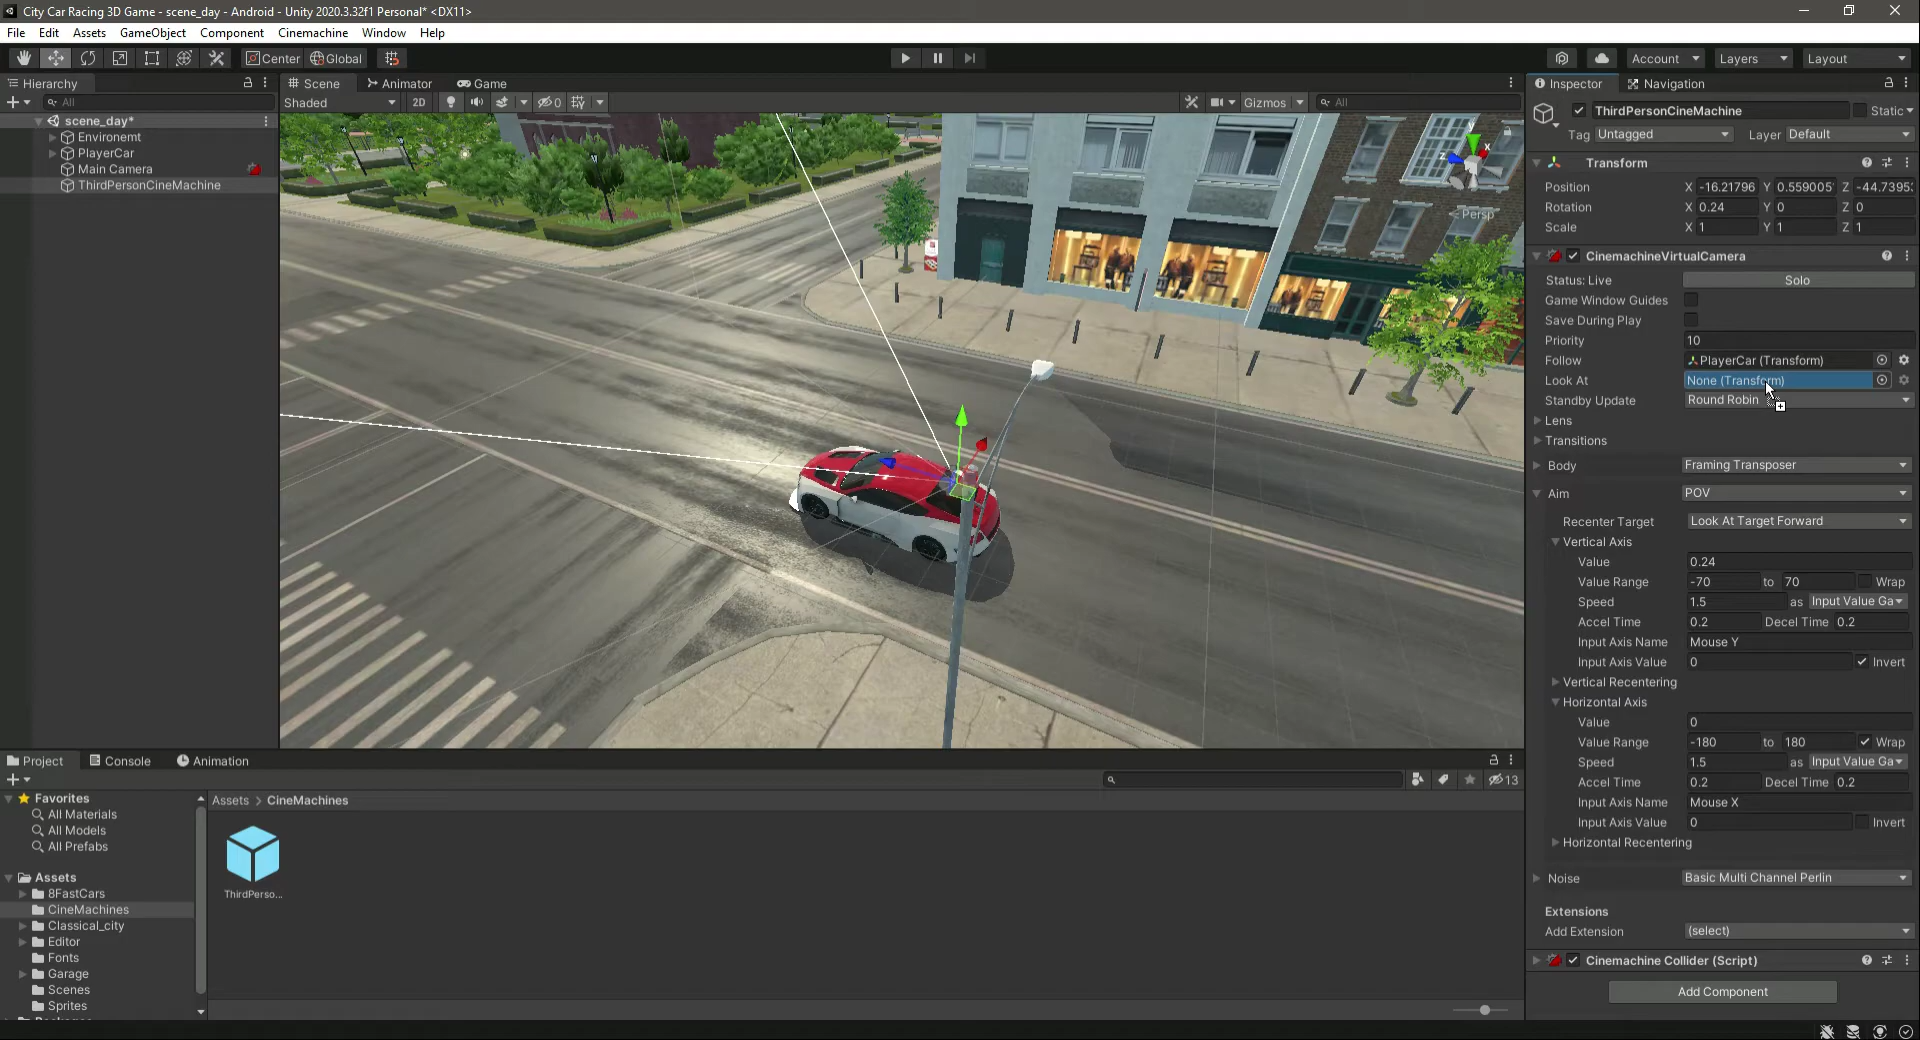 City Car Racing 3D Game - scene_day - Android - Unity 2020.3.32f1 Personal* <DX11>
File Edit Assets GameObject Component Cinemachine Window Help
Center Global Account Layers Layout
Hierarchy Scene Animator Game Inspector Navigation
All Shaded 2D 0 Gizmos All ThirdPersonCineMachine Static
scene_day*
Environemt
PlayerCar
Main Camera
ThirdPersonCineMachine
Persp
x
z
Tag Untagged Layer Default
Transform
Position X -16.21796 Y 0.559005 Z -44.7395
Rotation X 0.24 Y 0 Z 0
Scale X 1 Y 1 Z 1
CinemachineVirtualCamera
Status: Live Solo
Game Window Guides
Save During Play
Priority 10
Follow PlayerCar (Transform)
Look At None (Transform)
Standby Update Round Robin
Lens
Transitions
Body Framing Transposer
Aim POV
Recenter Target Look At Target Forward
Vertical Axis
Value 0.24
Value Range -70 to 70 Wrap
Speed 1.5 as Input Value Ga
Accel Time 0.2 Decel Time 0.2
Input Axis Name Mouse Y
Input Axis Value 0 Invert
Vertical Recentering
Horizontal Axis
Value 0
Value Range -180 to 180 Wrap
Speed 1.5 as Input Value Ga
Accel Time 0.2 Decel Time 0.2
Input Axis Name Mouse X
Input Axis Value 0 Invert
Horizontal Recentering
Noise Basic Multi Channel Perlin
Extensions
Add Extension (select)
Cinemachine Collider (Script)
Add Component
Project Console Animation
13
Favorites
All Materials
All Models
All Prefabs
Assets
8FastCars
CineMachines
Classical_city
Editor
Fonts
Garage
Scenes
Sprites
Assets > CineMachines
ThirdPerso...